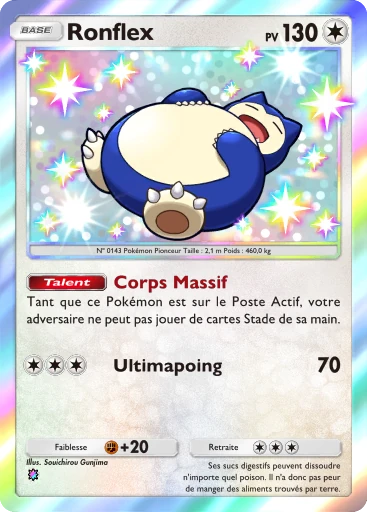 BASE
Ronflex
PV 130
N° 0143 Pokémon Pionceur Taille : 2,1 m Poids : 460,0 kg
Talent Corps Massif
Tant que ce Pokémon est sur le Poste Actif, votre
adversaire ne peut pas jouer de cartes Stade de sa main.
Ultimapoing 70
Faiblesse +20
Retraite
Illus. Souichirou Gunjima
Ses sucs digestifs peuvent dissoudre
n'importe quel poison. Il n'a donc pas peur
de manger des aliments trouvés par terre.